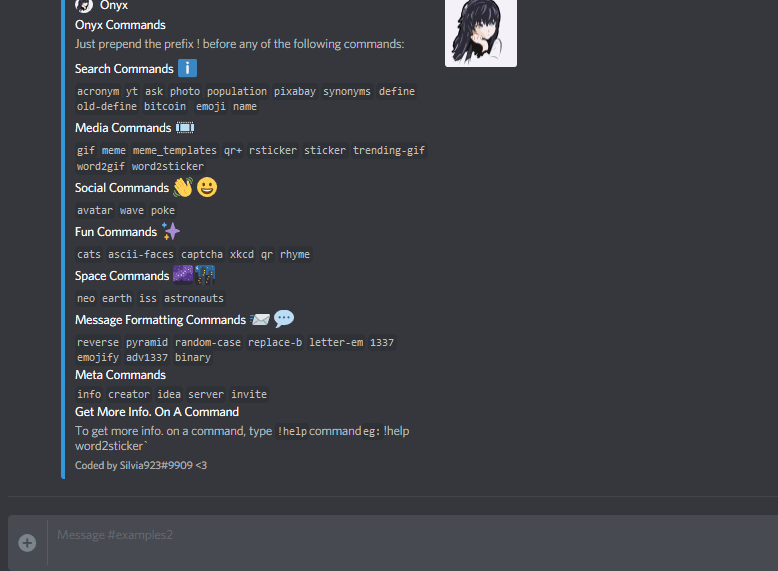 Onyx
Onyx Commands
Just prepend the prefix ! before any of the following commands:
Search Commands
acronym yt ask photo population pixabay synonyms define
old-define bitcoin emoji name
Media Commands
gif meme meme_templates qr+ rsticker sticker trending-gif
word2gif word2sticker
Social Commands
avatar wave poke
Fun Commands
cats ascii-faces captcha xkcd qr rhyme
Space Commands
neo earth iss astronauts
Message Formatting Commands
reverse pyramid random-case replace-b letter-em 1337
emojify adv1337 binary
Meta Commands
info creator idea server invite
Get More Info. On A Command
To get more info. on a command, type !help command eg: !help
word2sticker`
Coded by Silvia923#9909 <3
Message #examples2